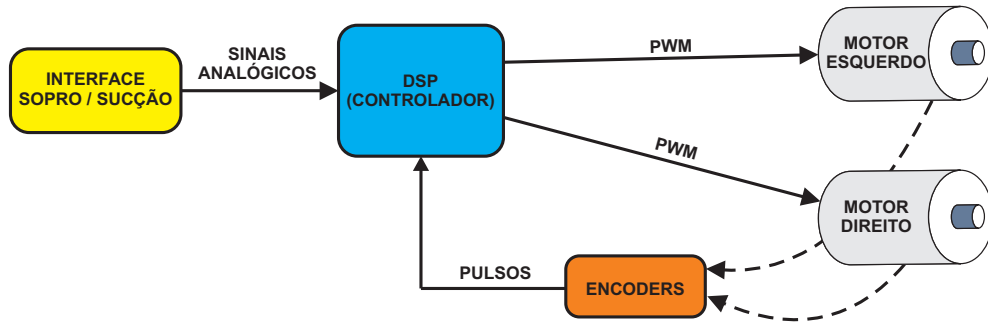 INTERFACE
SOPRO / SUCÇÃO
SINAIS
ANALÓGICOS
DSP
(CONTROLADOR)
PWM
MOTOR
ESQUERDO
PWM
MOTOR
DIREITO
PULSOS
ENCODERS